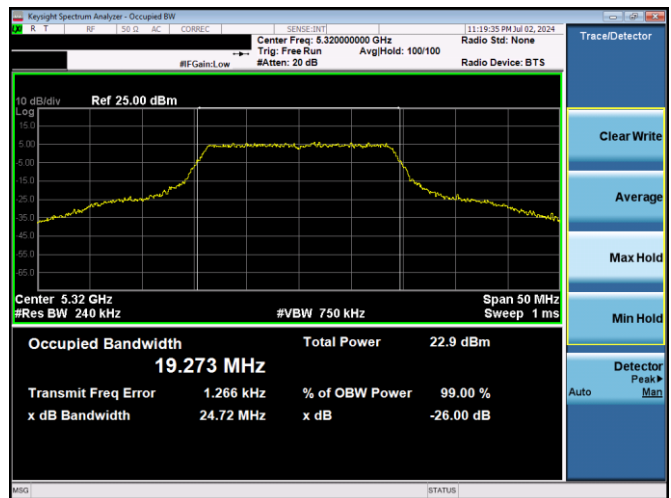 Keysight Spectrum Analyzer - Occupied BW
R T RF 50 Ω AC CORREC SENSE:INT 11:19:35 PM Jul 02, 2024
Center Freq: 5.320000000 GHz Radio Std: None
Trig: Free Run Avg|Hold: 100/100
#IFGain:Low #Atten: 20 dB Radio Device: BTS
10 dB/div Ref 25.00 dBm
Log
15.0
5.00
-5.00
-15.0
-25.0
-35.0
-45.0
-55.0
-65.0
Center 5.32 GHz Span 50 MHz
#Res BW 240 kHz #VBW 750 kHz Sweep 1 ms
Occupied Bandwidth Total Power 22.9 dBm
19.273 MHz
Transmit Freq Error 1.266 kHz % of OBW Power 99.00 %
x dB Bandwidth 24.72 MHz x dB -26.00 dB
Trace/Detector
Clear Write
Average
Max Hold
Min Hold
Detector
Peak▶
Auto Man
MSG STATUS